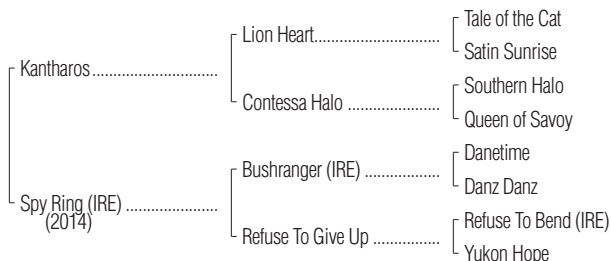 Tale of the Cat
Lion Heart
Satin Sunrise
Kantharos
Southern Halo
Contessa Halo
Queen of Savoy
Danetime
Bushranger (IRE)
Danz Danz
Spy Ring (IRE)
(2014)
Refuse To Bend (IRE)
Refuse To Give Up
Yukon Hope